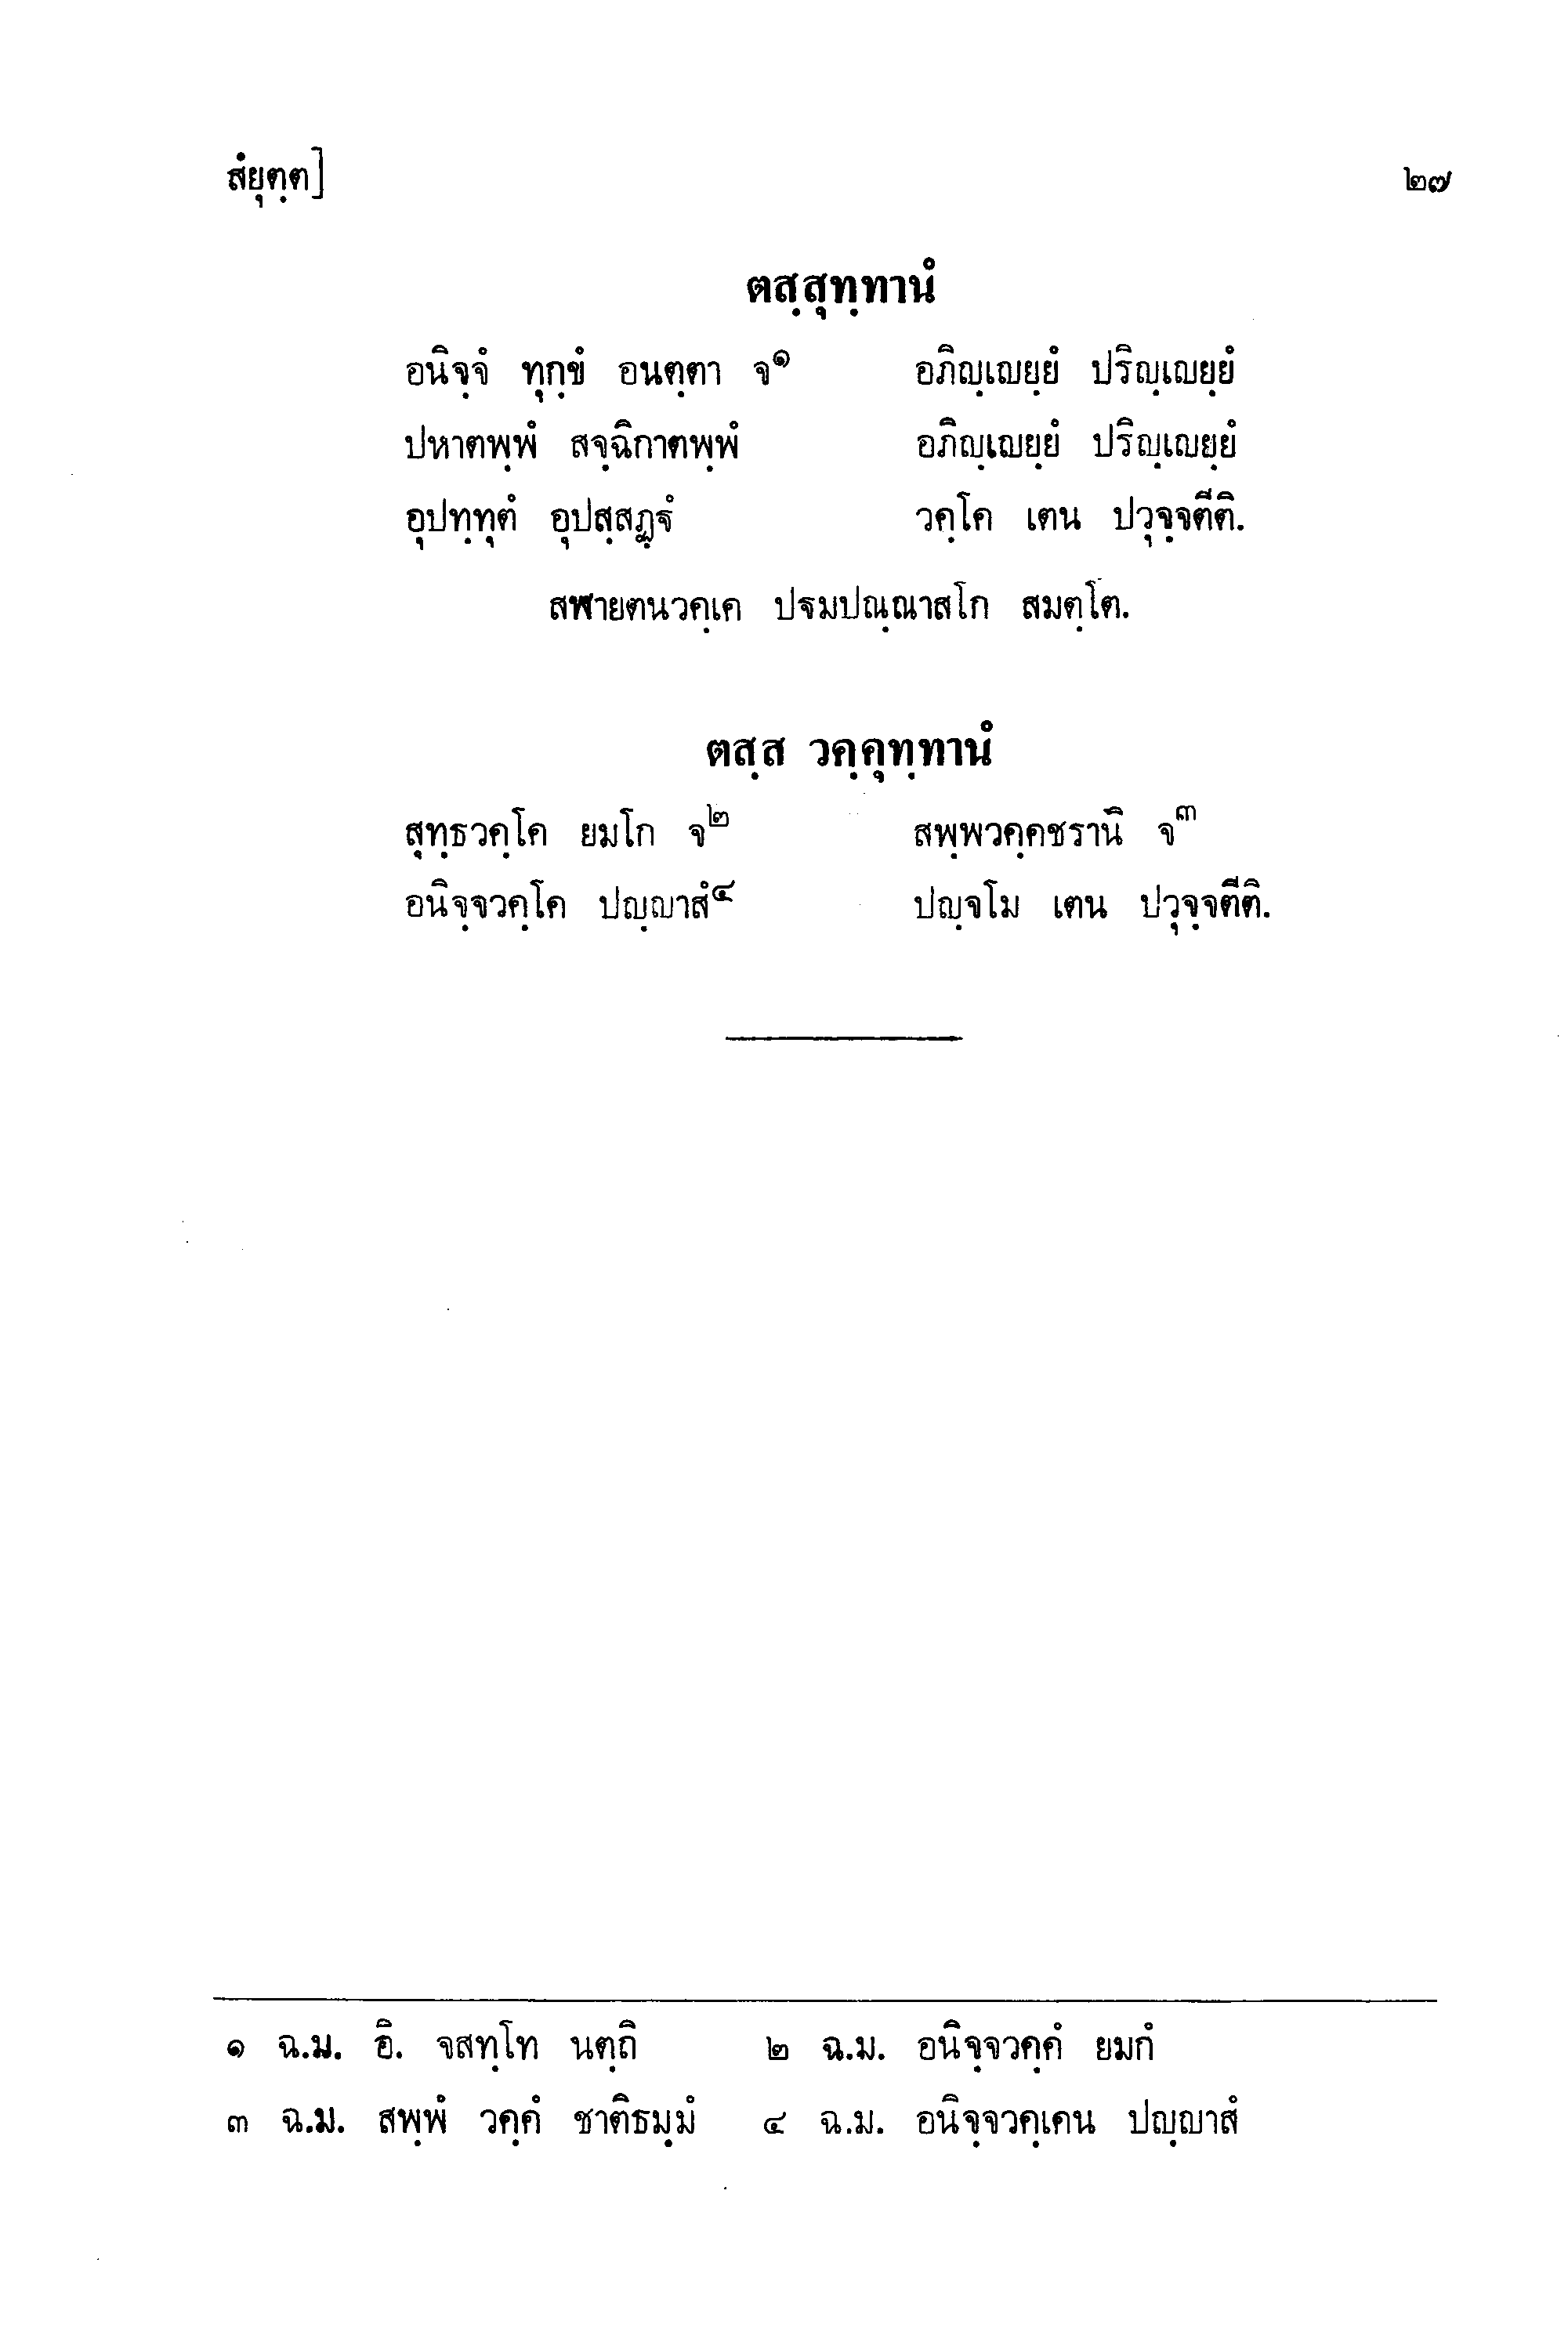 สํยุตฺต] ๒๗
ตสฺสุทฺทานํ
อนิจฺจํ ทุกฺขํ อนตฺตา จ๑ อภิญฺเญยฺยํ ปริญฺเญยฺยํ
ปหาตพฺพํ สจฺฉิกาตพฺพํ อภิญฺเญยฺยํ ปริญฺเญยฺยํ
อุปทฺทุตํ อุปสฺสฏฺฐํ วคฺโค เตน ปวุจฺจตีติ.
สฬายตนวคฺเค ปฐมปณฺณาสโก สมตฺโต.
ตสฺส วคฺคุทฺทานํ
สุทฺธวคฺโค ยมโก จ๒ สพฺพวคฺคชรานิ จ๓
อนิจฺจวคฺโค ปญฺญาสํ๔ ปญฺจโม เตน ปวุจฺจตีติ.
๑ ฉ.ม. อิ. จสทฺโท นตฺถิ ๒ ฉ.ม. อนิจฺจวคฺคํ ยมกํ
๓ ฉ.ม. สพฺพํ วคฺคํ ชาติธมฺมํ ๔ ฉ.ม. อนิจฺจวคฺเคน ปญฺญาสํ